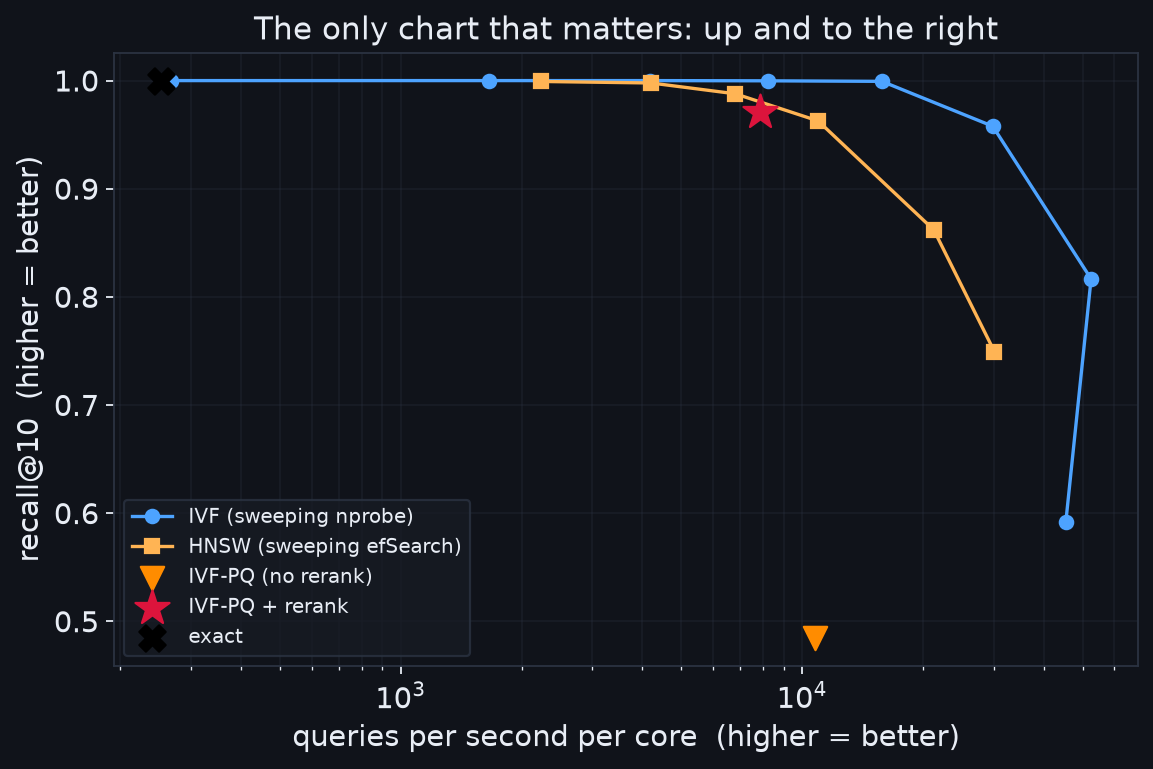 The only chart that matters: up and to the right
recall@10  (higher = better)
1.0
0.9
0.8
0.7
0.6
0.5
IVF (sweeping nprobe)
HNSW (sweeping efSearch)
IVF-PQ (no rerank)
IVF-PQ + rerank
exact
10³
10⁴
queries per second per core  (higher = better)